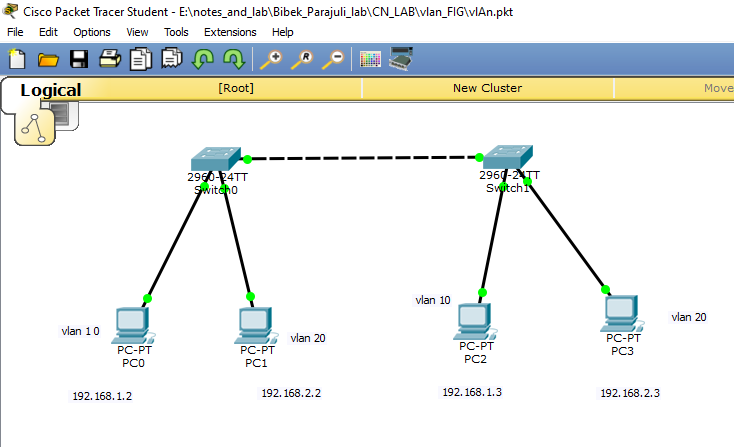 Cisco Packet Tracer Student - E:\notes_and_lab\Bibek_Parajuli_lab\CN_LAB\vlan_FIG\vlAn.pkt
File Edit Options View Tools Extensions Help
Logical [Root] New Cluster Move
2960-24TT
Switch0
2960-24TT
Switch1
vlan 1 0
PC-PT
PC0
192.168.1.2
PC-PT
PC1
vlan 20
192.168.2.2
vlan 10
PC-PT
PC2
192.168.1.3
PC-PT
PC3
vlan 20
192.168.2.3